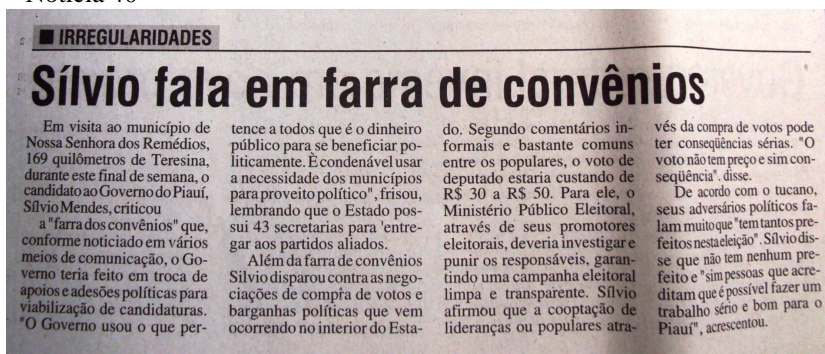 Notícia 40
■ IRREGULARIDADES
Sílvio fala em farra de convênios
Em visita ao município de
Nossa Senhora dos Remédios,
169 quilômetros de Teresina,
durante este final de semana, o
candidato ao Governo do Piauí,
Sílvio Mendes, criticou
a "farra dos convênios" que,
conforme noticiado em vários
meios de comunicação, o Go-
verno teria feito em troca de
apoios e adesões políticas para
viabilização de candidaturas.
"O Governo usou o que per-
tence a todos que é o dinheiro
público para se beneficiar po-
liticamente. È condenável usar
a necessidade dos municípios
para proveito político", frisou,
lembrando que o Estado pos-
sui 43 secretarias para 'entre-
gar aos partidos aliados.
Além da farra de convênios
Silvio disparou contra as nego-
ciações de compra de votos e
barganhas políticas que vem
ocorrendo no interior do Esta-
do. Segundo comentários in-
formais e bastante comuns
entre os populares, o voto de
deputado estaria custando de
R$ 30 a R$ 50. Para ele, o
Ministério Público Eleitoral,
através de seus promotores
eleitorais, deveria investigar e
punir os responsáveis, garan-
tindo uma campanha eleitoral
limpa e transparente. Sílvio
afirmou que a cooptação de
lideranças ou populares atra-
vés da compra de votos pode
ter conseqüências sérias. "O
voto não tem preço e sim con-
seqüência". disse.
De acordo com o tucano,
seus adversários políticos fa-
lam muito que "tem tantos pre-
feitos nesta eleição". Sílvio dis-
se que não tem nenhum pre-
feito e "sim pessoas que acre-
ditam que é possível fazer um
trabalho sério e bom para o
Piauí", acrescentou.